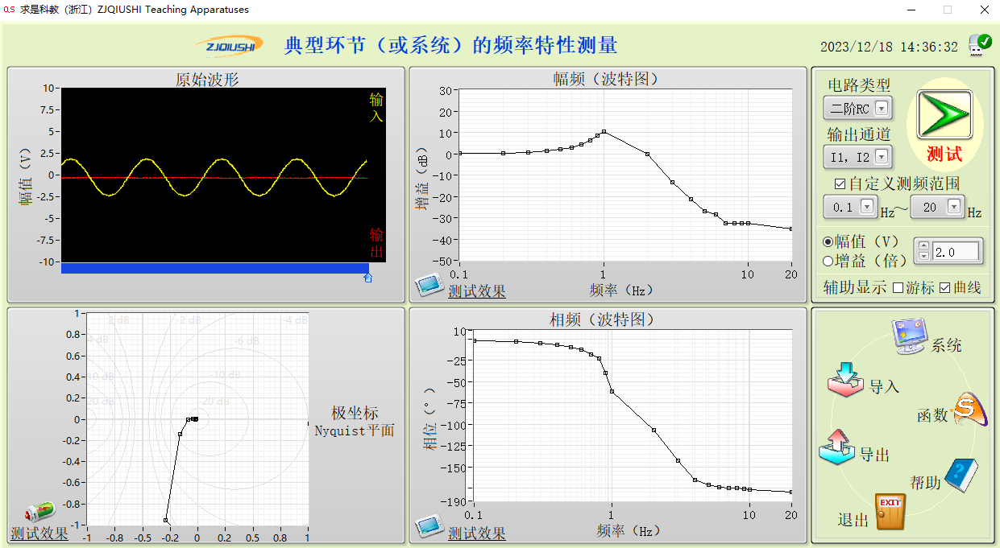 QS 求是科教（浙江）ZJQIUSHI Teaching Apparatuses
ZJQIUSHI
典型环节（或系统）的频率特性测量
2023/12/18 14:36:32
原始波形
幅值（V）
10
7.5
5
2.5
0
-2.5
-5
-7.5
-10
输入
输出
幅频（波特图）
增益（dB）
30
20
10
0
-10
-20
-30
-40
-50
0.1
1
10
20
频率（Hz）
测试效果
电路类型
二阶RC
输出通道
I1, I2
测试
自定义测频范围
0.1 Hz～ 20 Hz
幅值（V）
增益（倍）
2.0
辅助显示 游标 曲线
1
0.8
0.6
0.4
0.2
0
-0.2
-0.4
-0.6
-0.8
-1
2 dB
-2 dB
-4 dB
4 dB
-6 dB
10 dB
-10 dB
20 dB
-20 dB
-1
-0.8
-0.5
-0.2
0
0.2
0.5
0.8
1
极坐标
Nyquist平面
测试效果
相频（波特图）
相位（°）
10
-25
-50
-75
-100
-125
-150
-190
0.1
1
10
20
频率（Hz）
测试效果
系统
导入
函数
导出
帮助
退出
EXIT